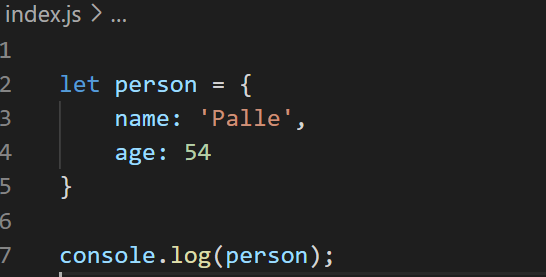 index.js > ...
1
2 let person = {
3     name: 'Palle',
4     age: 54
5 }
6
7 console.log(person);